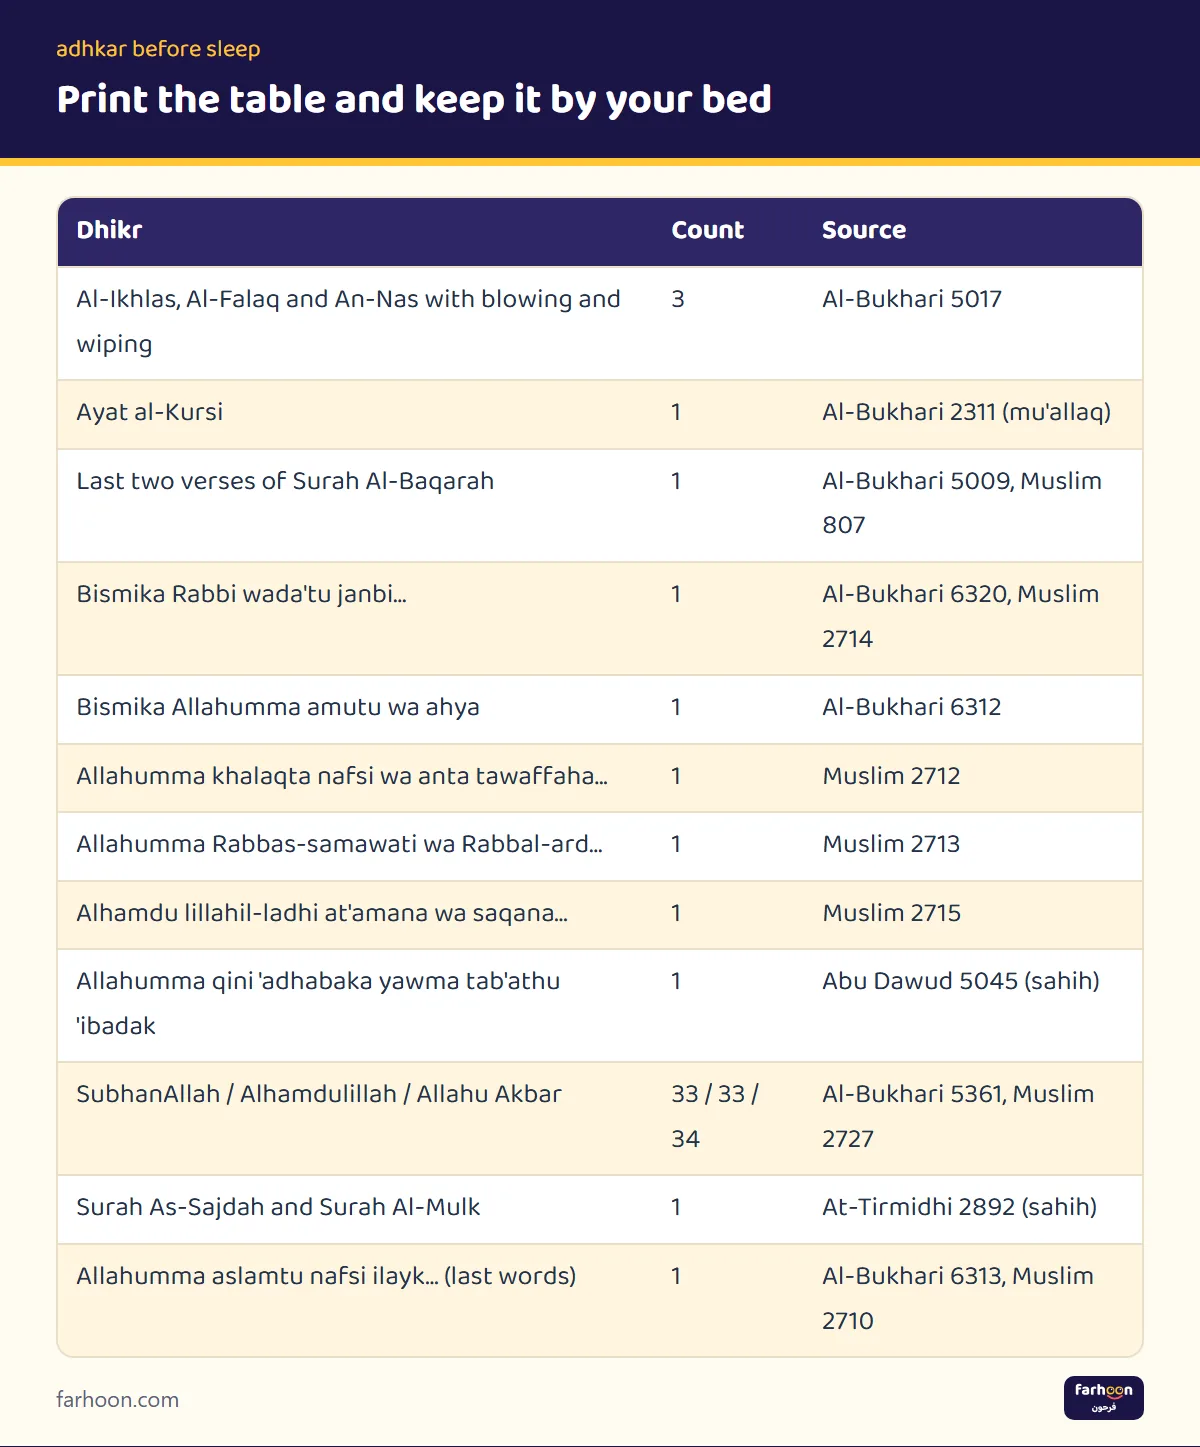 adhkar before sleep
Print the table and keep it by your bed
Dhikr Count Source
Al-Ikhlas, Al-Falaq and An-Nas with blowing and 3 Al-Bukhari 5017
wiping
Ayat al-Kursi 1 Al-Bukhari 2311 (mu'allaq)
Last two verses of Surah Al-Baqarah 1 Al-Bukhari 5009, Muslim
807
Bismika Rabbi wada'tu janbi... 1 Al-Bukhari 6320, Muslim
2714
Bismika Allahumma amutu wa ahya 1 Al-Bukhari 6312
Allahumma khalaqta nafsi wa anta tawaffaha... 1 Muslim 2712
Allahumma Rabbas-samawati wa Rabbal-ard... 1 Muslim 2713
Alhamdu lillahil-ladhi at'amana wa saqana... 1 Muslim 2715
Allahumma qini 'adhabaka yawma tab'athu 1 Abu Dawud 5045 (sahih)
'ibadak
SubhanAllah / Alhamdulillah / Allahu Akbar 33 / 33 / Al-Bukhari 5361, Muslim
34 2727
Surah As-Sajdah and Surah Al-Mulk 1 At-Tirmidhi 2892 (sahih)
Allahumma aslamtu nafsi ilayk... (last words) 1 Al-Bukhari 6313, Muslim
2710
farhoon.com
farhoon
فرحون